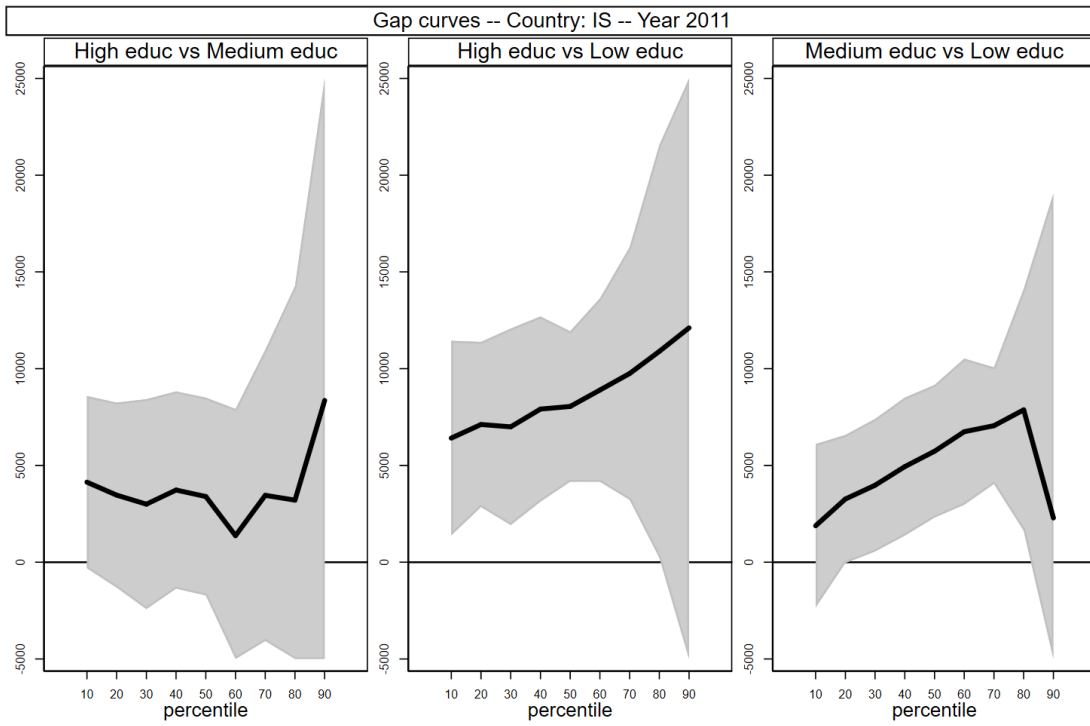 Gap curves -- Country: IS -- Year 2011
High educ vs Medium educ
High educ vs Low educ
Medium educ vs Low educ
25000
20000
15000
10000
5000
0
-5000
10 20 30 40 50 60 70 80 90
percentile
25000
20000
15000
10000
5000
0
-5000
10 20 30 40 50 60 70 80 90
percentile
25000
20000
15000
10000
5000
0
-5000
10 20 30 40 50 60 70 80 90
percentile